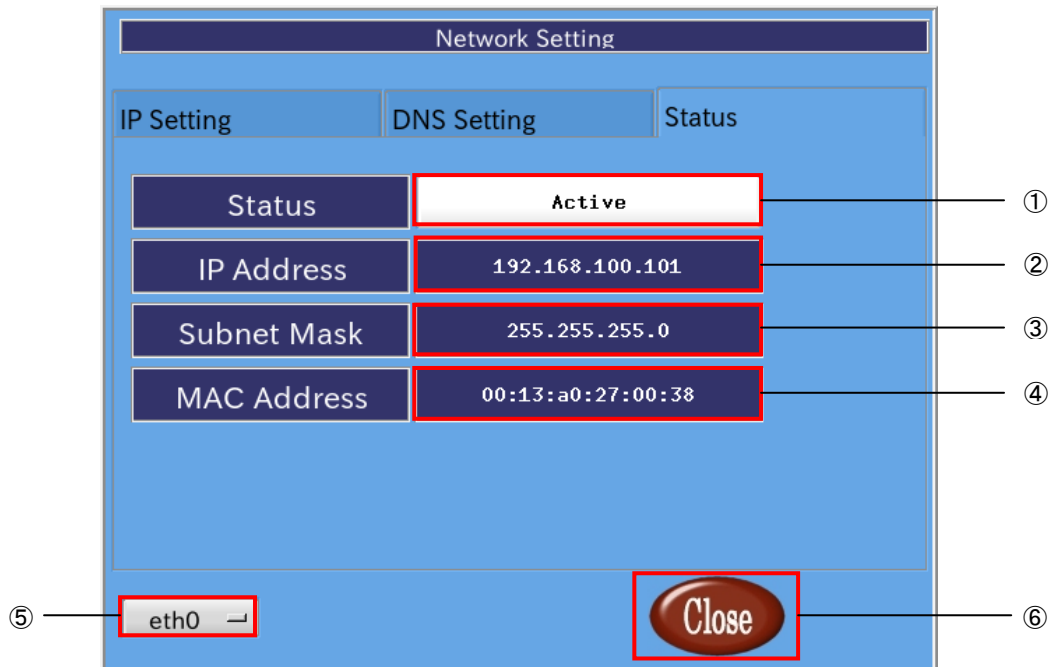 Network Setting
IP Setting DNS Setting Status
Status Active ①
IP Address 192.168.100.101 ②
Subnet Mask 255.255.255.0 ③
MAC Address 00:13:a0:27:00:38 ④
⑤ eth0 Close ⑥